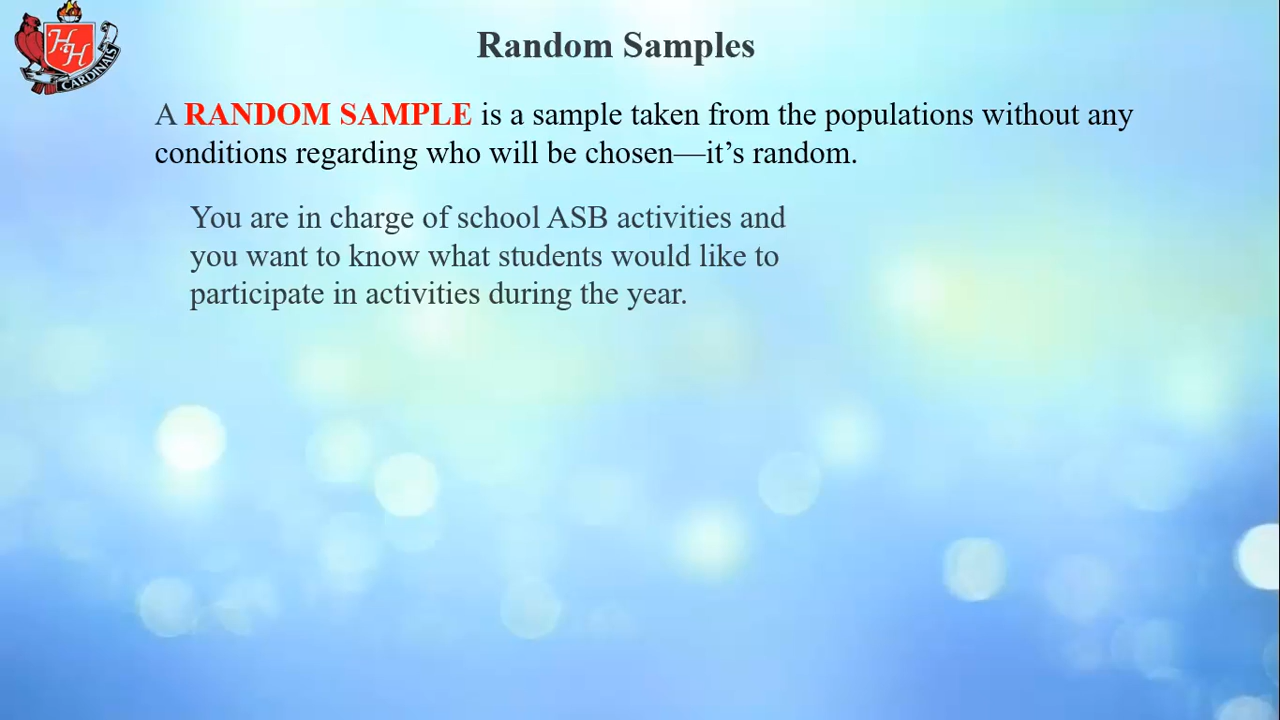 HH
CARDINALS
Random Samples
A RANDOM SAMPLE is a sample taken from the populations without any
conditions regarding who will be chosen—it’s random.
You are in charge of school ASB activities and
you want to know what students would like to
participate in activities during the year.